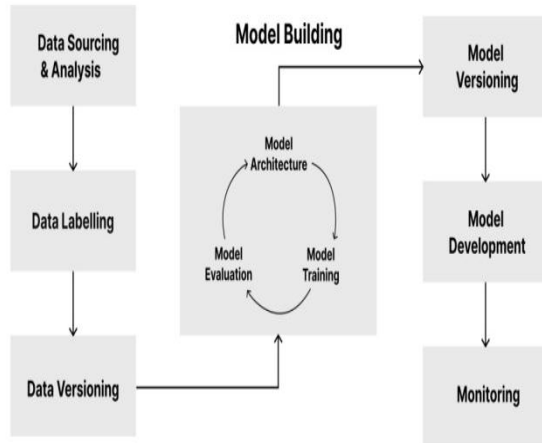 Data Sourcing
& Analysis
Data Labelling
Data Versioning
Model Building
Model
Architecture
Model
Training
Model
Evaluation
Model
Versioning
Model
Development
Monitoring